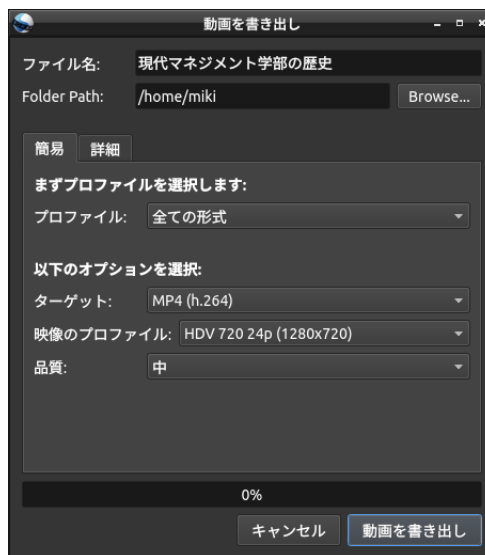 動画を書き出し
ファイル名: 現代マネジメント学部の歴史
Folder Path: /home/miki Browse...
簡易 詳細
まずプロファイルを選択します:
プロファイル: 全ての形式
以下のオプションを選択:
ターゲット: MP4 (h.264)
映像のプロファイル: HDV 720 24p (1280x720)
品質: 中
0%
キャンセル 動画を書き出し